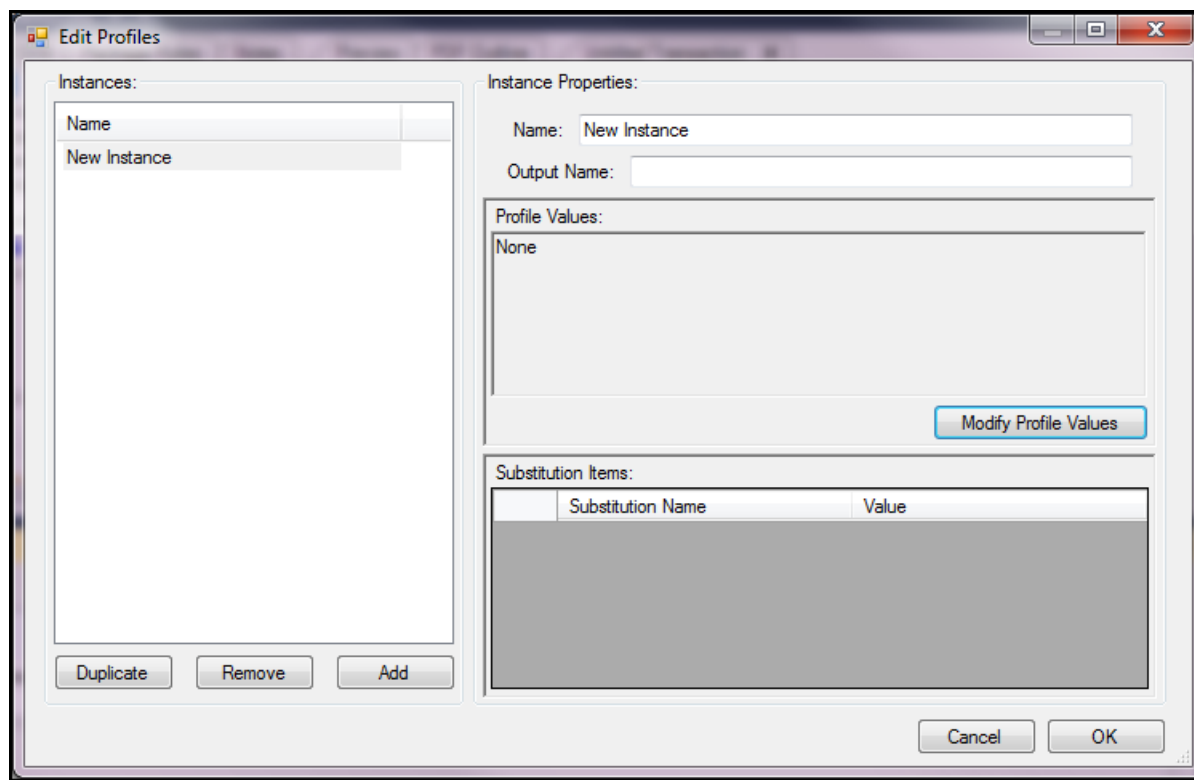 Edit Profiles
Instances:
Name
New Instance
Duplicate
Remove
Add
Instance Properties:
Name: New Instance
Output Name:
Profile Values:
None
Modify Profile Values
Substitution Items:
Substitution Name
Value
Cancel
OK